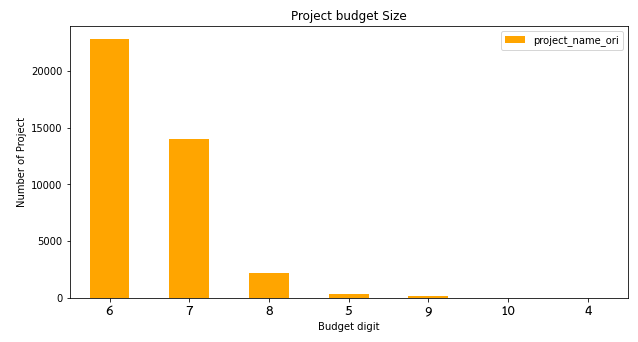 Project budget Size
project_name_ori
Number of Project
20000
15000
10000
5000
0
6 7 8 5 9 10 4
Budget digit